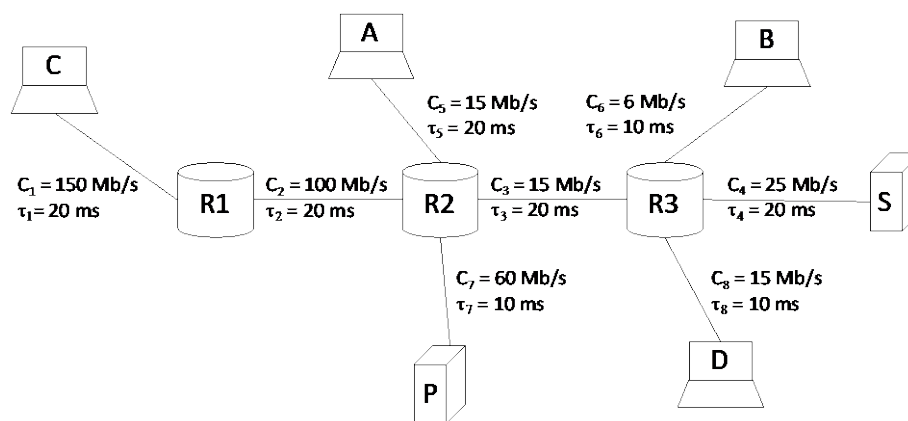 A
B
C
C₅ = 15 Mb/s
τ₅ = 20 ms
C₆ = 6 Mb/s
τ₆ = 10 ms
C₁ = 150 Mb/s
τ₁= 20 ms
R1
C₂ = 100 Mb/s
τ₂ = 20 ms
R2
C₃ = 15 Mb/s
τ₃ = 20 ms
R3
C₄ = 25 Mb/s
τ₄ = 20 ms
S
C₇ = 60 Mb/s
τ₇ = 10 ms
C₈ = 15 Mb/s
τ₈ = 10 ms
P
D